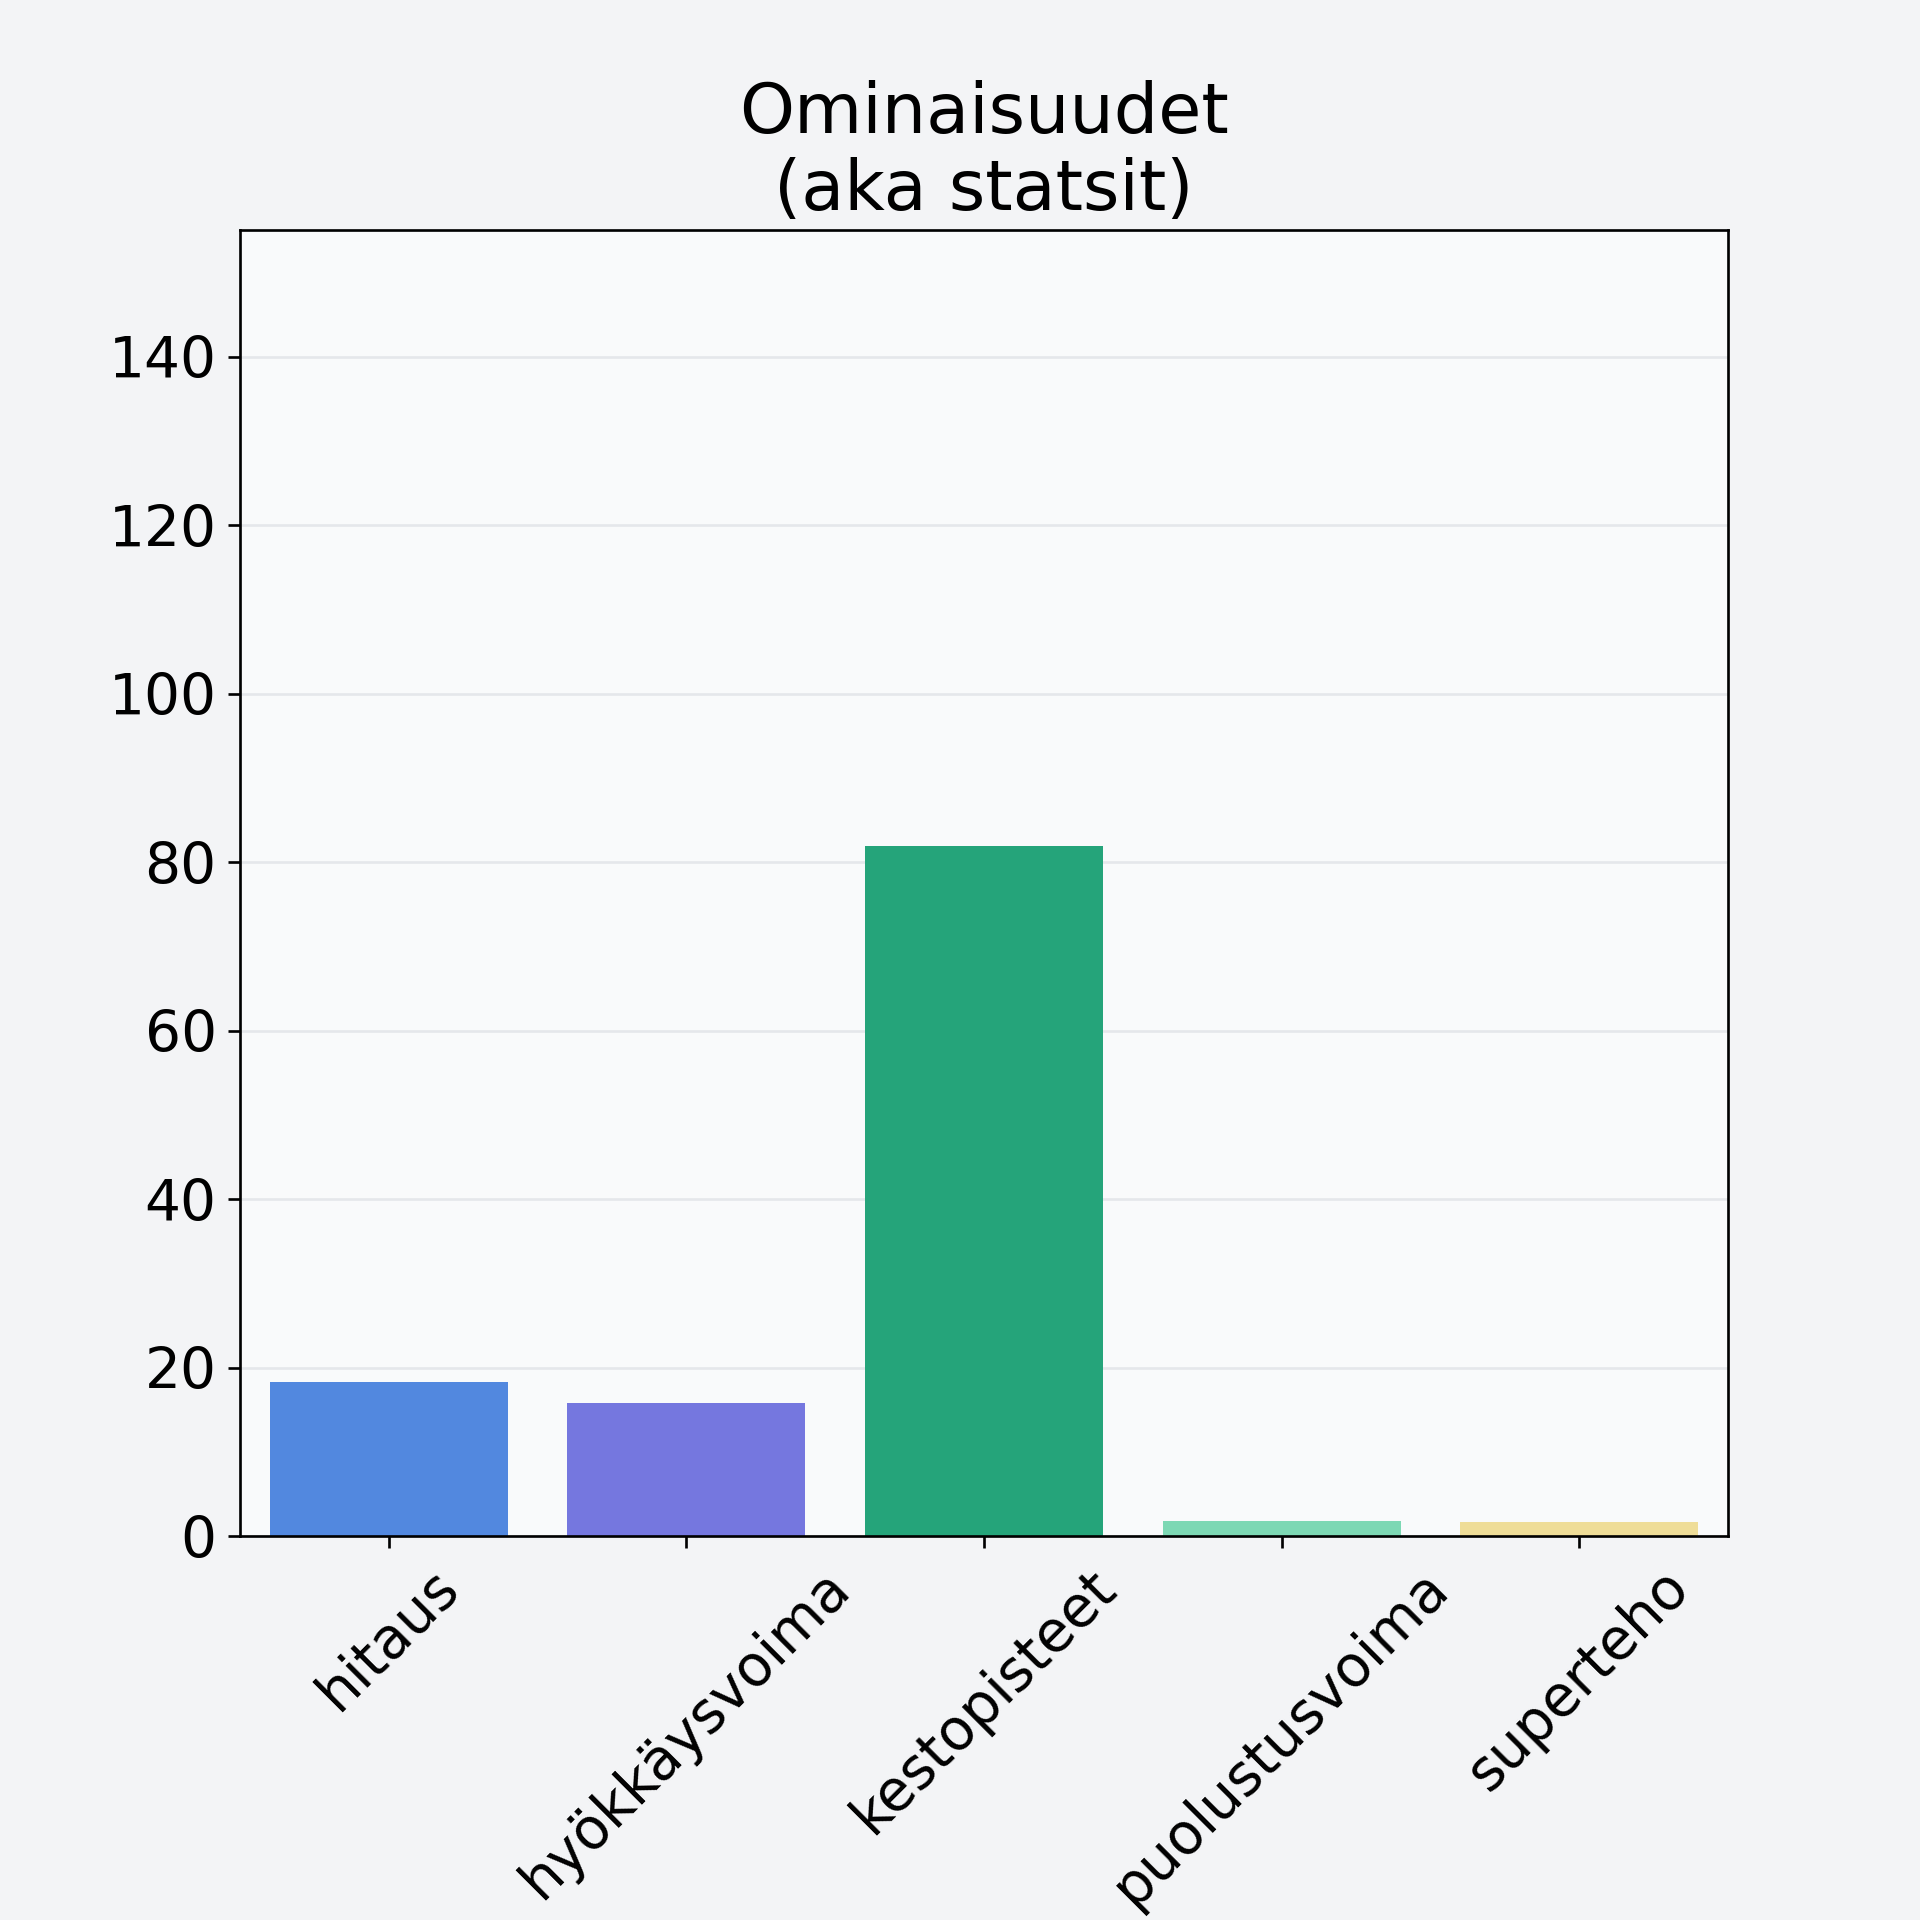 Ominaisuudet
(aka statsit)
140
120
100
80
60
40
20
0
hitaus
hyökkäysvoima
kestopisteet
puolustusvoima
superteho